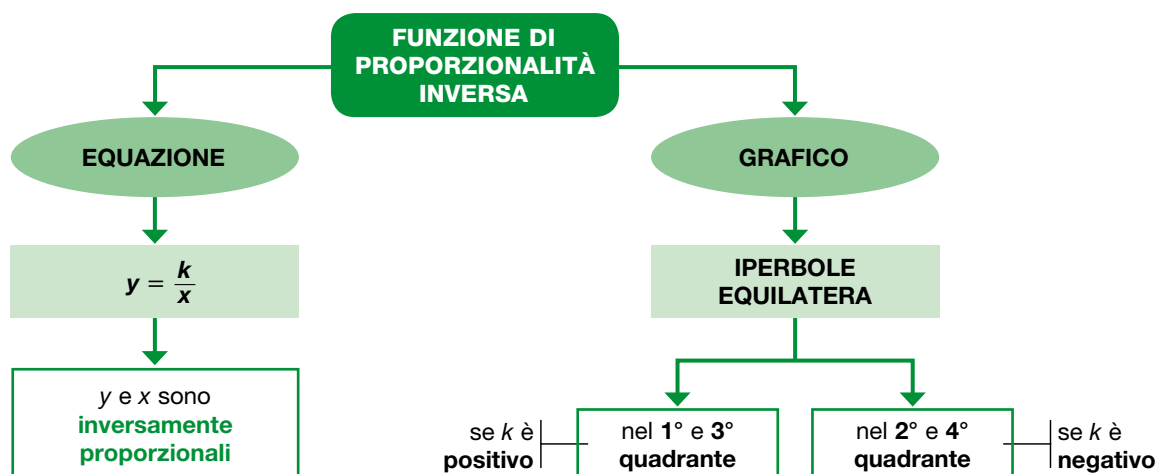 FUNZIONE DI
PROPORZIONALITÀ
INVERSA
EQUAZIONE
GRAFICO
y = k/x
IPERBOLE
EQUILATERA
y e x sono
inversamente
proporzionali
se k è
positivo
nel 1° e 3°
quadrante
nel 2° e 4°
quadrante
se k è
negativo